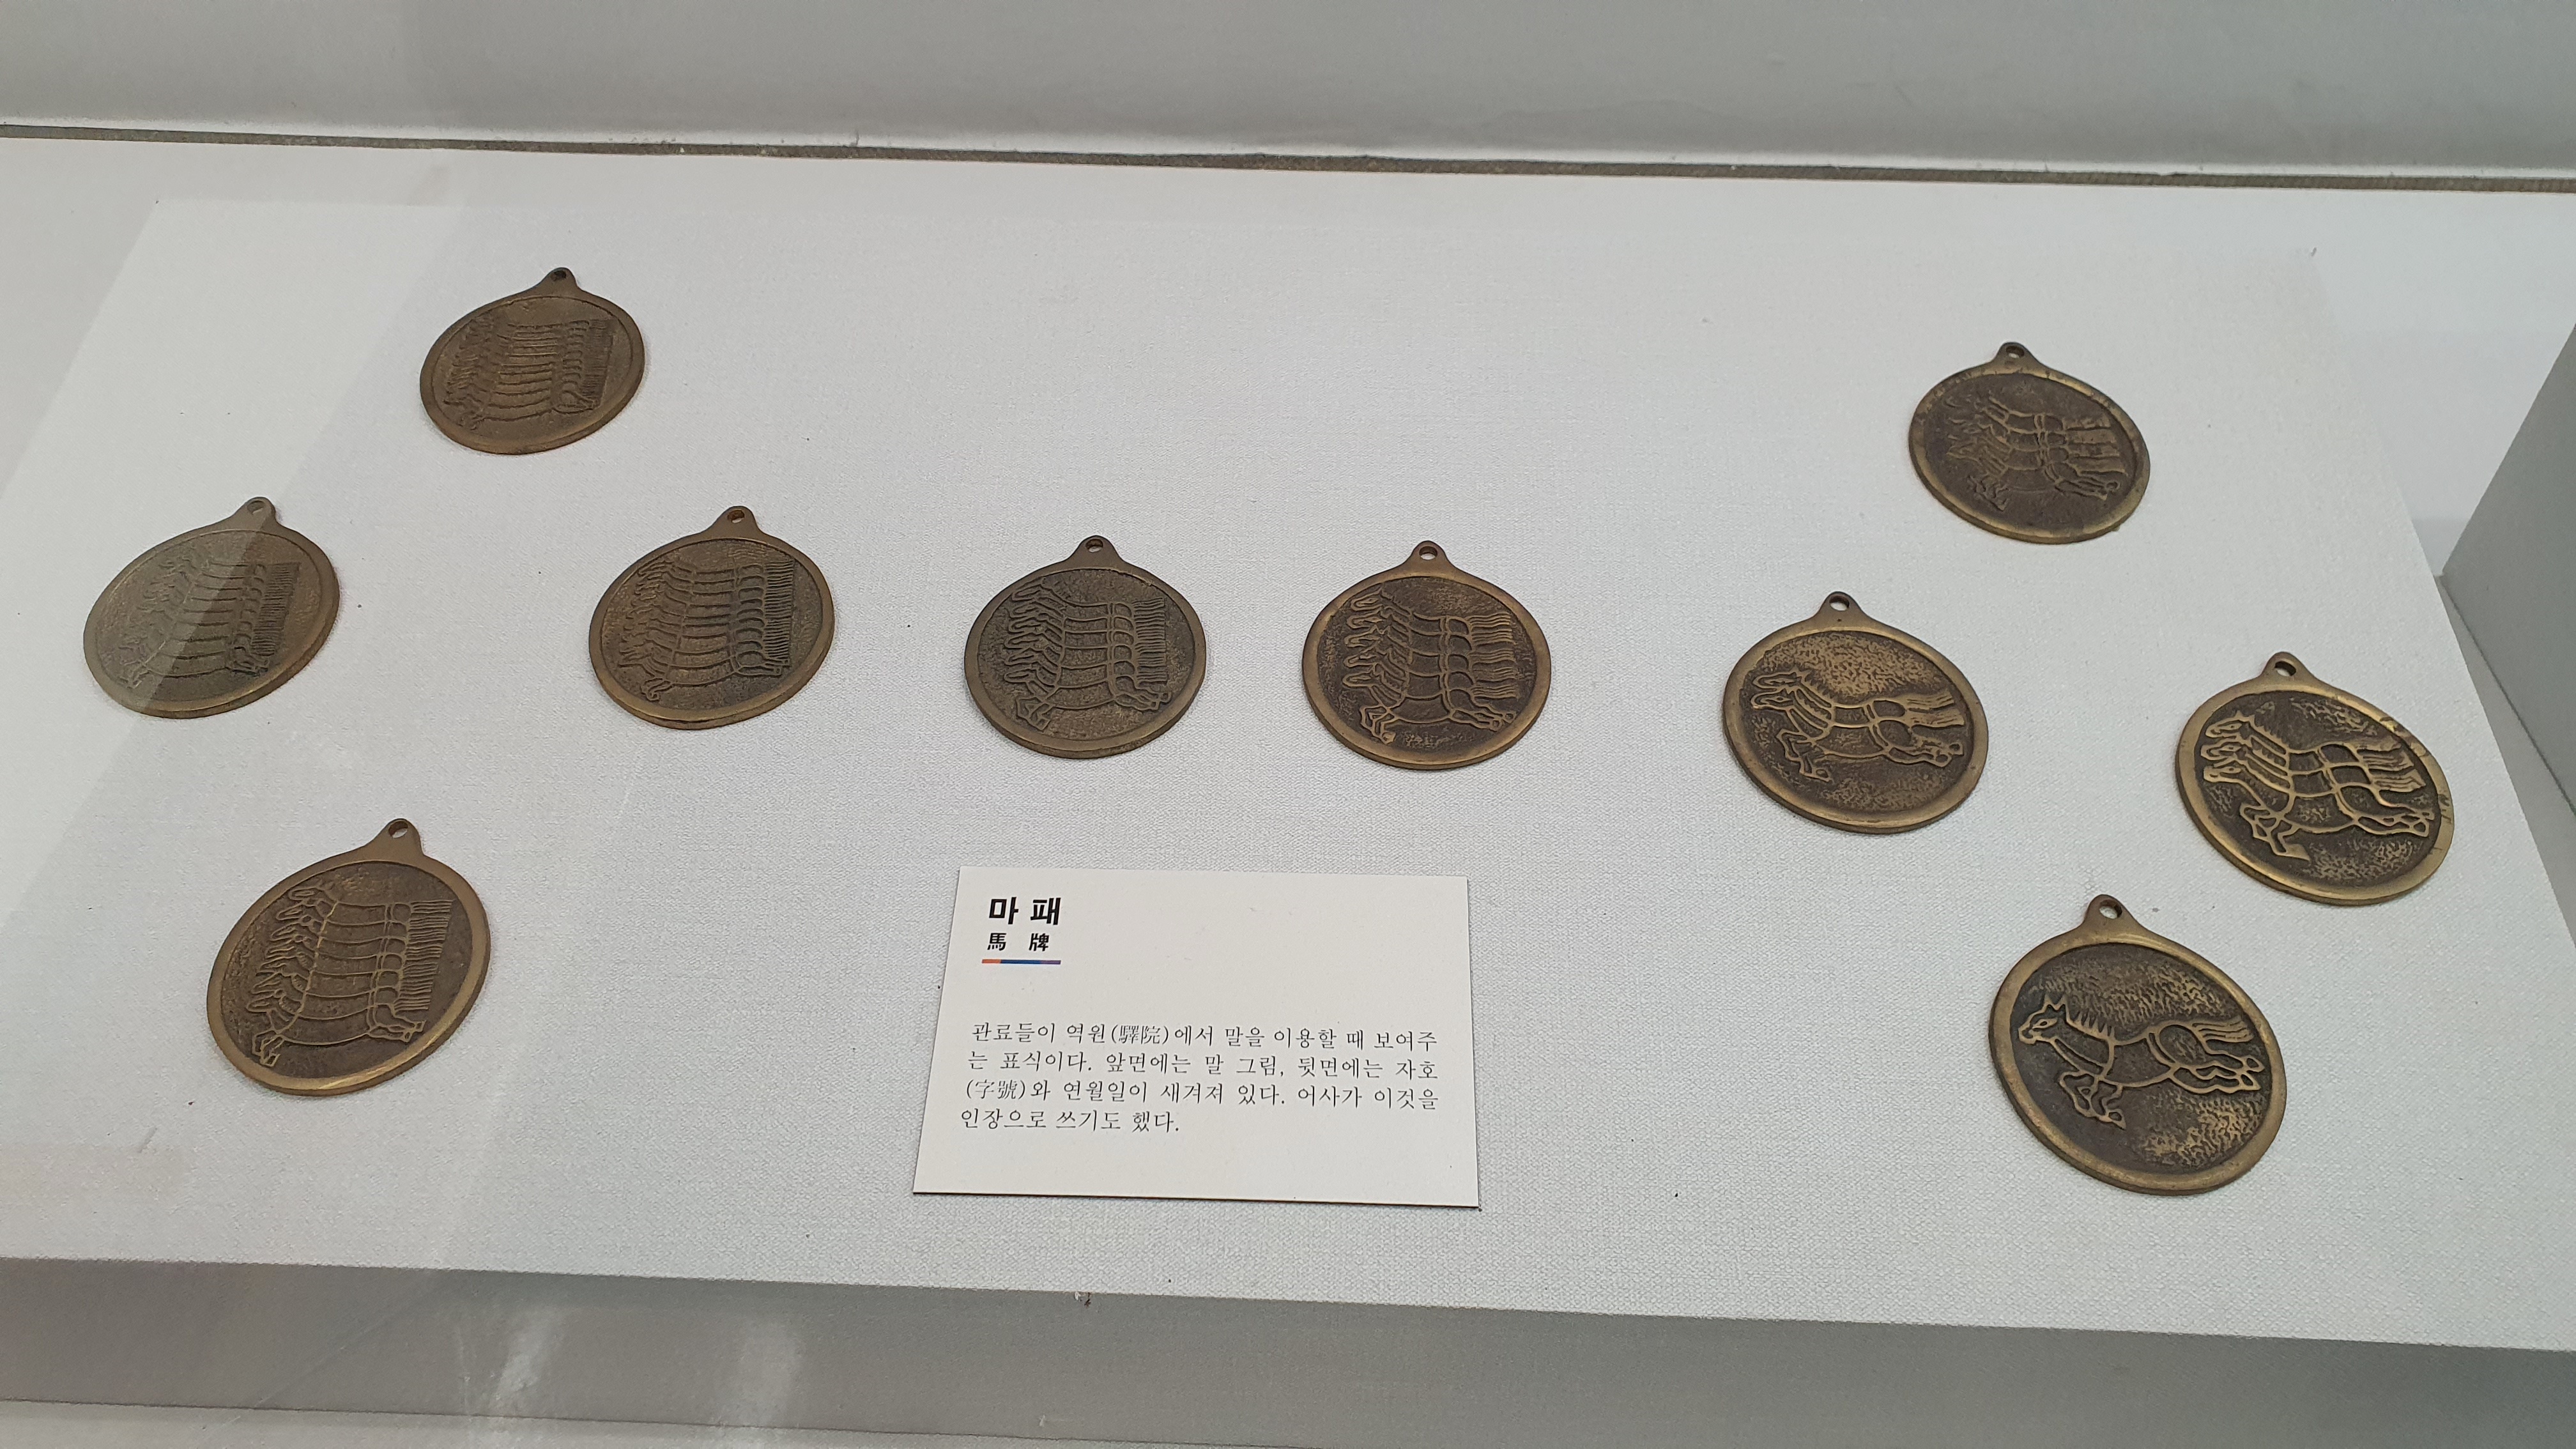 마패
馬牌
관료들이 역원(驛院)에서 말을 이용할 때 보여주
는 표식이다. 앞면에는 말 그림, 뒷면에는 자호
(字號)와 연월일이 새겨져 있다. 어사가 이것을
인장으로 쓰기도 했다.